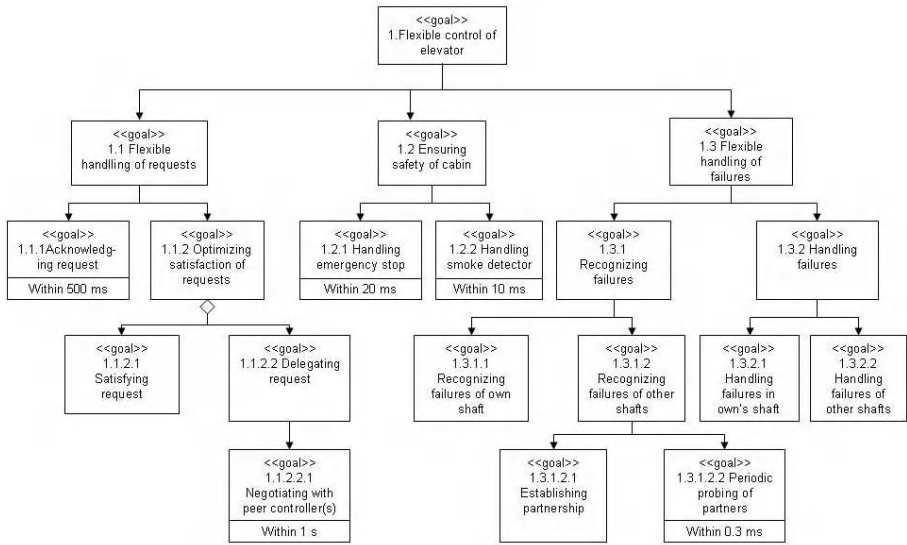 <<goal>>
1.Flexible control of
elevator
<<goal>>
1.1 Flexible
handlling of requests
<<goal>>
1.2 Ensuring
safety of cabin
<<goal>>
1.3 Flexible
handling of
failures
<<goal>>
1.1.1Acknowledg-
ing request
Within 500 ms
<<goal>>
1.1.2 Optimizing
satisfaction of
requests
<<goal>>
1.2.1 Handling
emergency stop
Within 20 ms
<<goal>>
1.2.2 Handling
smoke detector
Within 10 ms
<<goal>>
1.3.1
Recognizing
failures
<<goal>>
1.3.2 Handling
failures
<<goal>>
1.1.2.1
Satisfying
request
<<goal>>
1.1.2.2 Delegating
request
<<goal>>
1.3.1.1
Recognizing
failures of own
shaft
<<goal>>
1.3.1.2
Recognizing
failures of other
shafts
<<goal>>
1.3.2.1
Handling
failures in
own's shaft
<<goal>>
1.3.2.2
Handling
failures of
other shafts
<<goal>>
1.1.2.2.1
Negotiating with
peer controller(s)
Within 1 s
<<goal>>
1.3.1.2.1
Establishing
partnership
<<goal>>
1.3.1.2.2 Periodic
probing of
partners
Within 0.3 ms